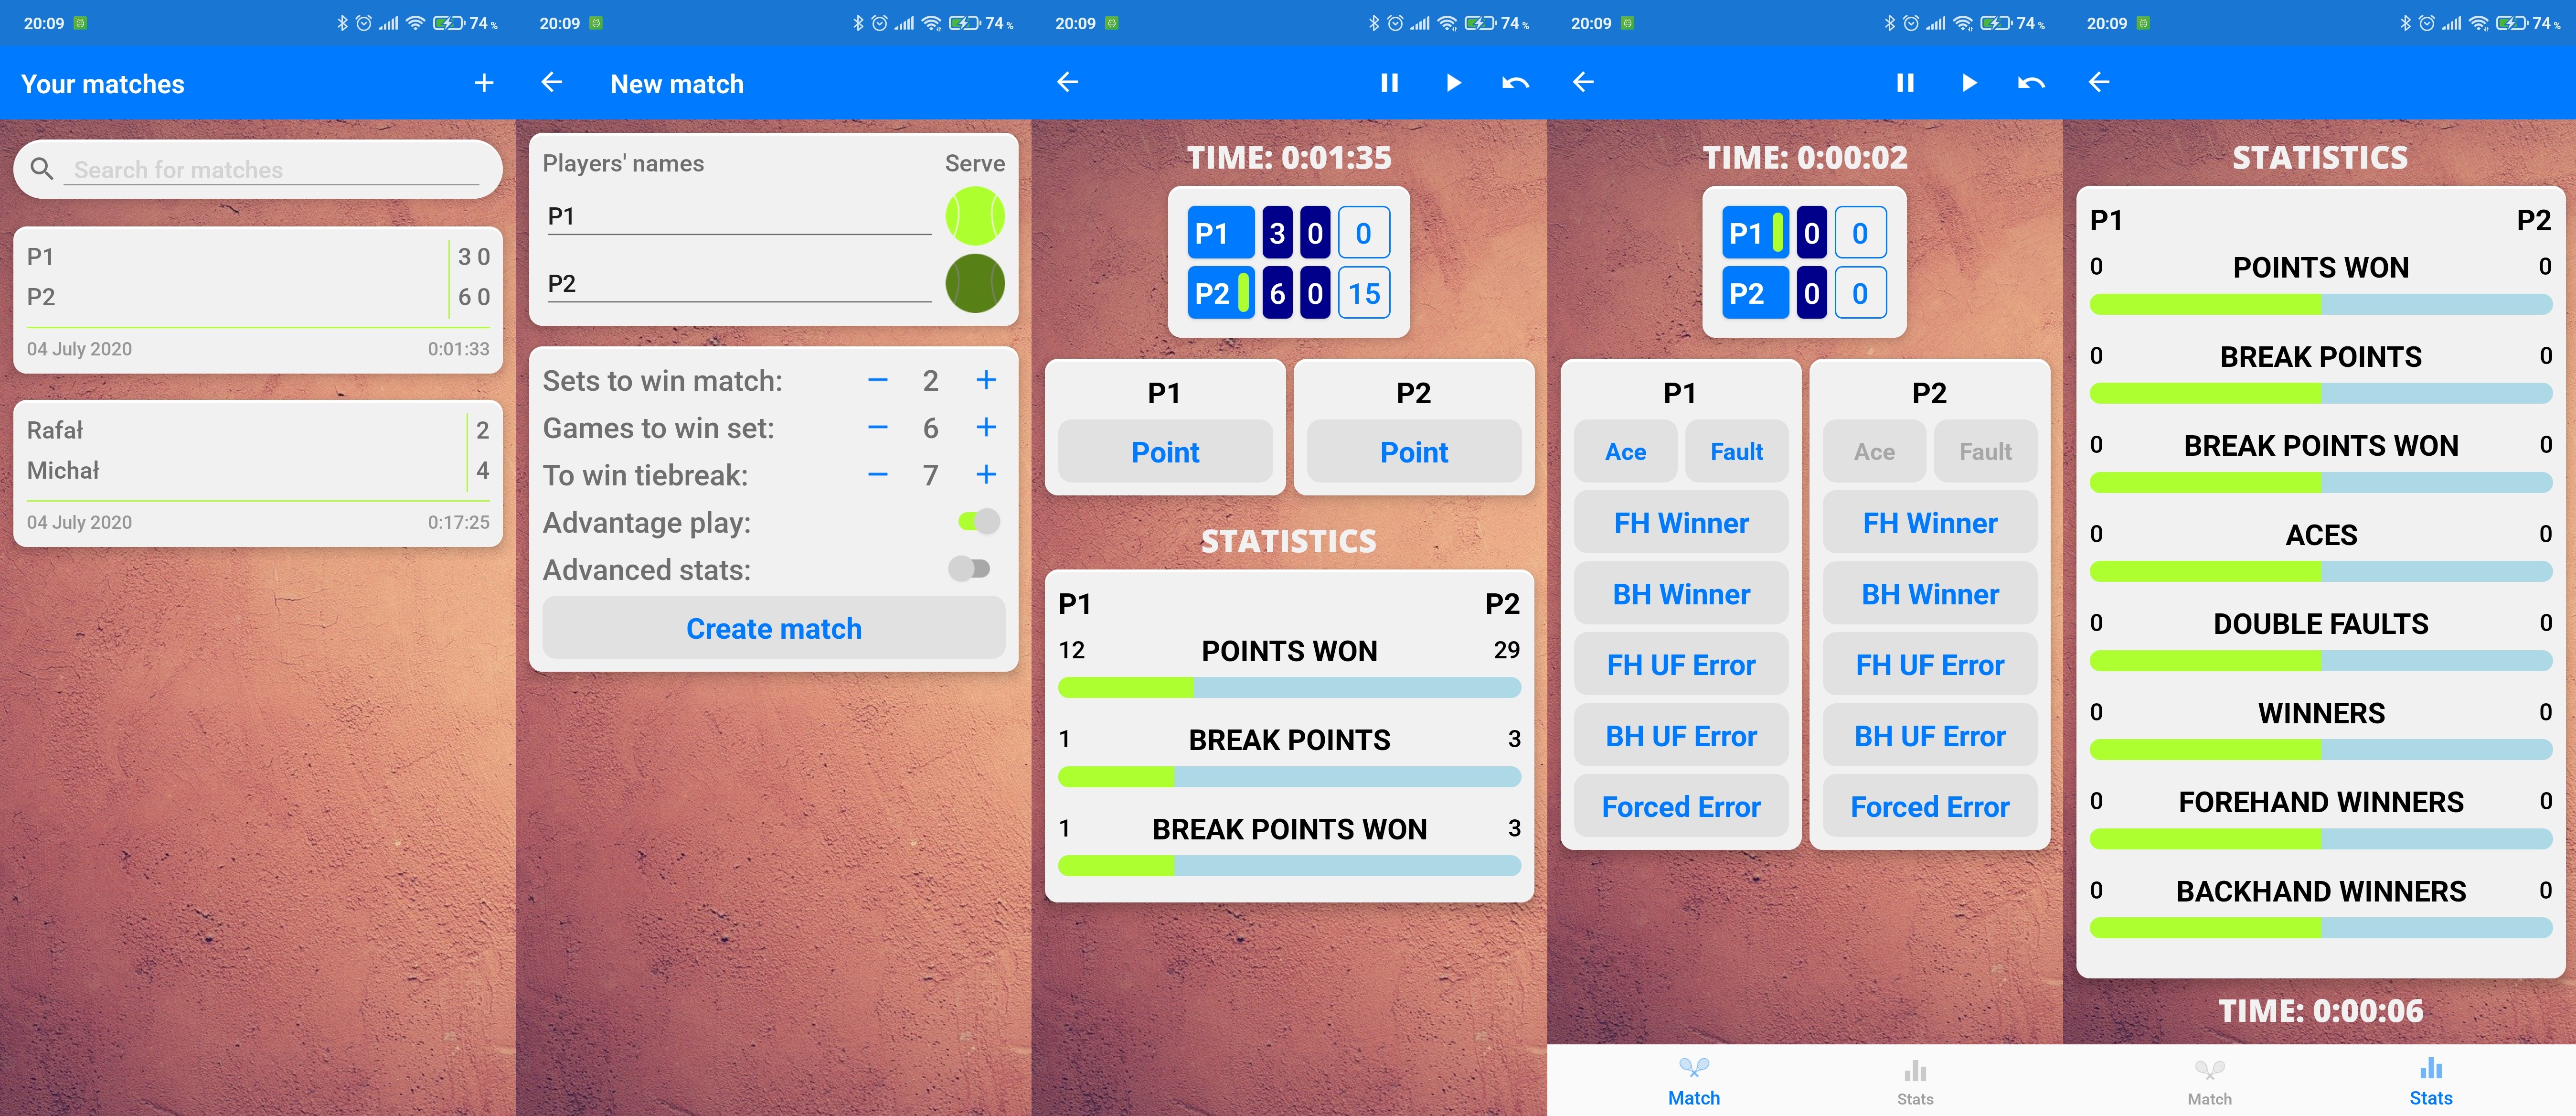 20:09
74%
Your matches
Search for matches
P1 3 0
P2 6 0
04 July 2020 0:01:33
Rafał 2
Michał 4
04 July 2020 0:17:25
20:09
74%
New match
Players' names Serve
P1
P2
Sets to win match: − 2 +
Games to win set: − 6 +
To win tiebreak: − 7 +
Advantage play:
Advanced stats:
Create match
20:09
74%
TIME: 0:01:35
P1 3 0 0
P2 6 0 15
P1 P2
Point Point
STATISTICS
P1 P2
12 POINTS WON 29
1 BREAK POINTS 3
1 BREAK POINTS WON 3
20:09
74%
TIME: 0:00:02
P1 0 0
P2 0 0
P1 P2
Ace Fault Ace Fault
FH Winner FH Winner
BH Winner BH Winner
FH UF Error FH UF Error
BH UF Error BH UF Error
Forced Error Forced Error
Match Stats
20:09
74%
STATISTICS
P1 P2
0 POINTS WON 0
0 BREAK POINTS 0
0 BREAK POINTS WON 0
0 ACES 0
0 DOUBLE FAULTS 0
0 WINNERS 0
0 FOREHAND WINNERS 0
0 BACKHAND WINNERS 0
TIME: 0:00:06
Match Stats